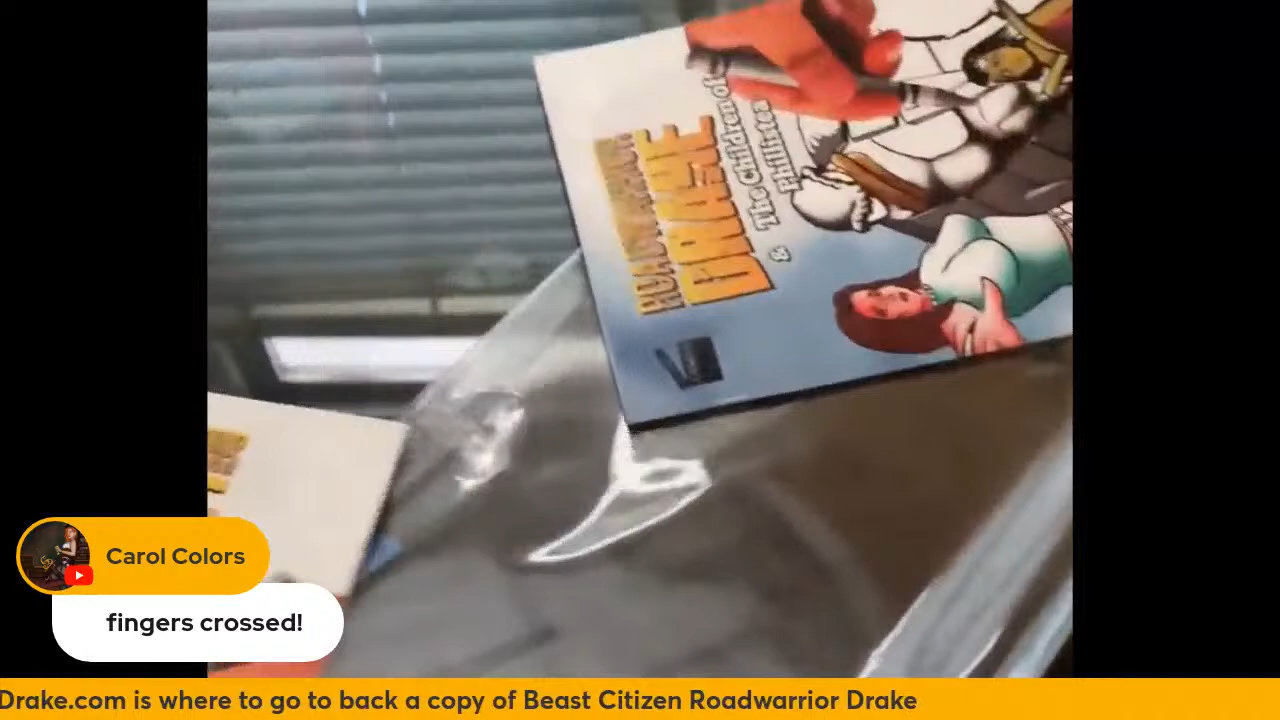 ROADWARRIOR
DRAKE
& The Children of
Philistea
Carol Colors
fingers crossed!
Drake.com is where to go to back a copy of Beast Citizen Roadwarrior Drake